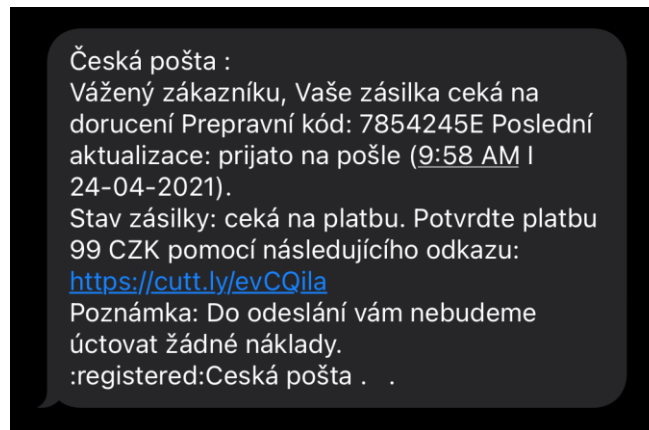 Česká pošta :
Vážený zákazníku, Vaše zásilka ceká na
dorucení Prepravní kód: 7854245E Poslední
aktualizace: prijato na pošle (9:58 AM I
24-04-2021).
Stav zásilky: ceká na platbu. Potvrdte platbu
99 CZK pomocí následujícího odkazu:
https://cutt.ly/evCQila
Poznámka: Do odeslání vám nebudeme
úctovat žádné náklady.
:registered:Ceská pošta .   .